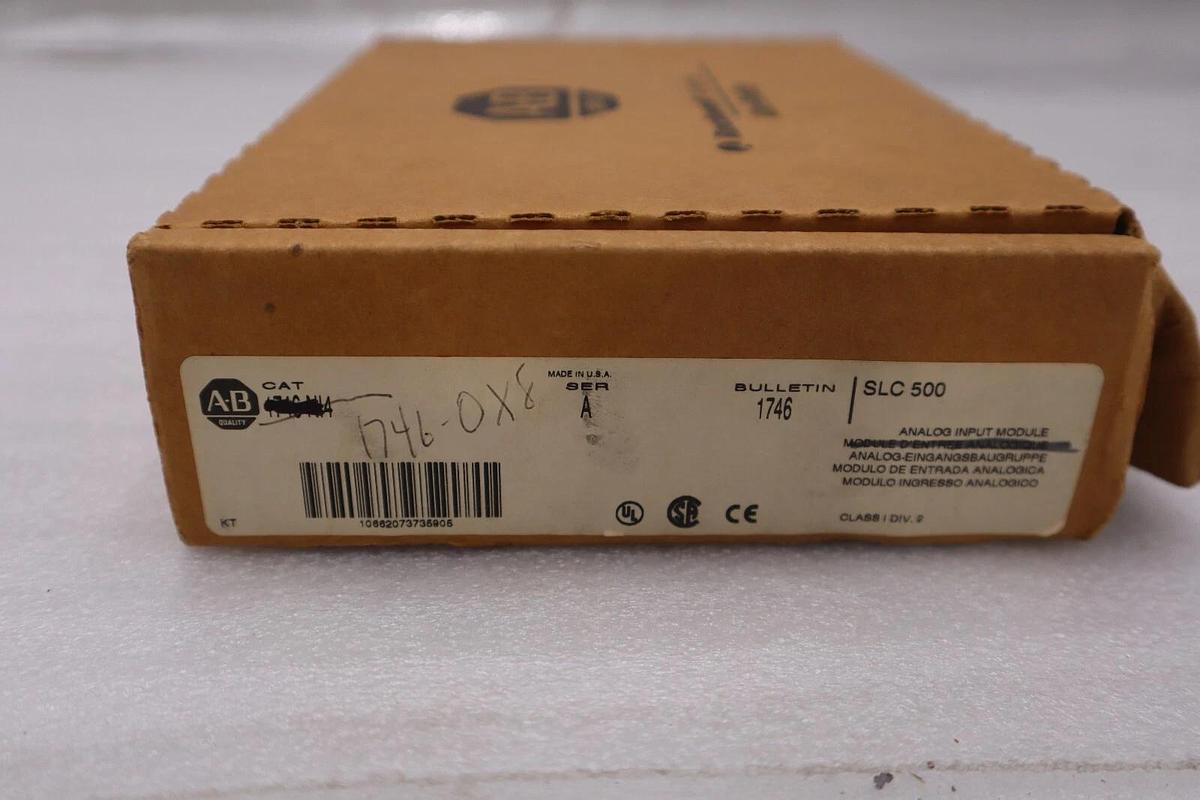 A-B
A-B
QUALITY
CAT
1746-OX8
MADE IN U.S.A.
SER
A
BULLETIN
1746
SLC 500
ANALOG INPUT MODULE
MODULE D'ENTREE ANALOGIQUE
ANALOG-EINGANGSBAUGRUPPE
MODULO DE ENTRADA ANALOGICA
MODULO INGRESSO ANALOGICO
10662073735905
KT
UL
CE
CLASS I DIV. 2